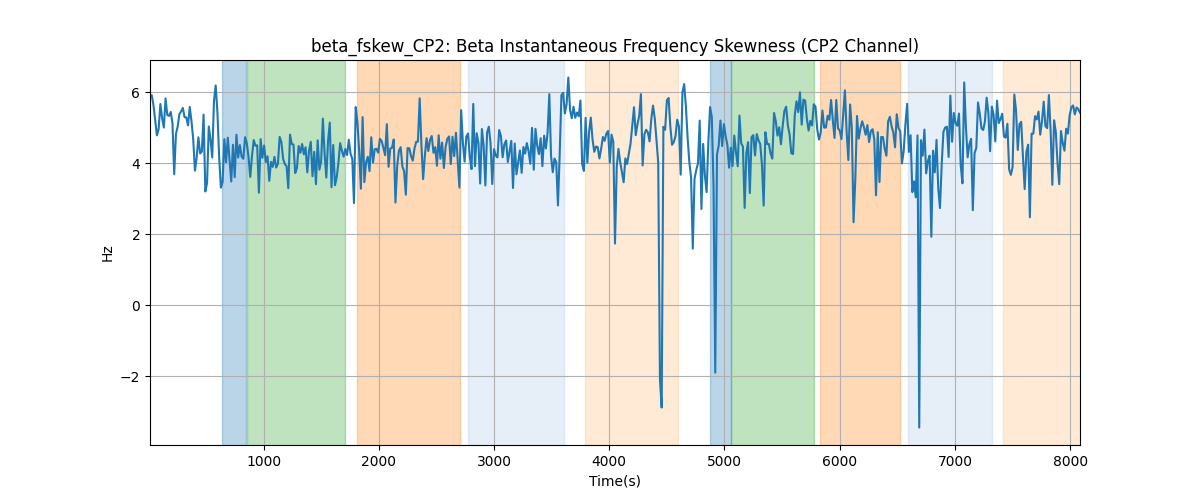 beta_fskew_CP2: Beta Instantaneous Frequency Skewness (CP2 Channel)
6
4
2
0
−2
Hz
1000 2000 3000 4000 5000 6000 7000 8000
Time(s)